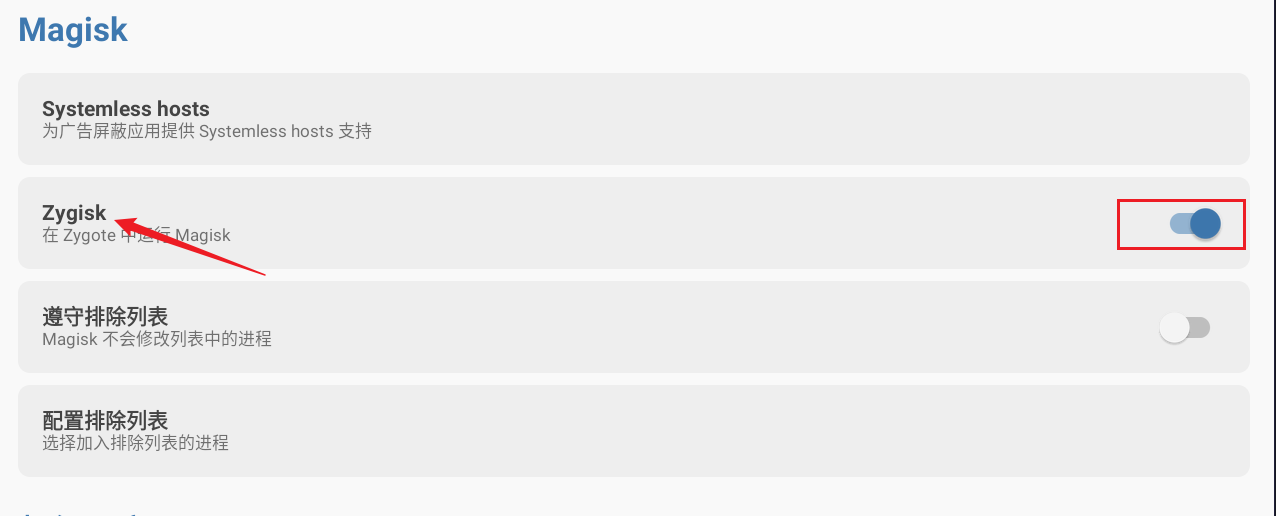 Magisk
Systemless hosts
为广告屏蔽应用提供 Systemless hosts 支持
Zygisk
在 Zygote 中运行 Magisk
遵守排除列表
Magisk 不会修改列表中的进程
配置排除列表
选择加入排除列表的进程